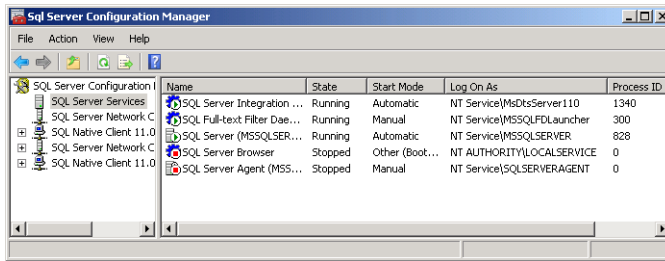 Sql Server Configuration Manager
File Action View Help
SQL Server Configuration
SQL Server Services
SQL Server Network C
SQL Native Client 11.0
SQL Server Network C
SQL Native Client 11.0
Name State Start Mode Log On As Process ID
SQL Server Integration ... Running Automatic NT Service\MsDtsServer110 1340
SQL Full-text Filter Dae... Running Manual NT Service\MSSQLFDLauncher 300
SQL Server (MSSQLSER... Running Automatic NT Service\MSSQLSERVER 828
SQL Server Browser Stopped Other (Boot... NT AUTHORITY\LOCALSERVICE 0
SQL Server Agent (MSS... Stopped Manual NT Service\SQLSERVERAGENT 0